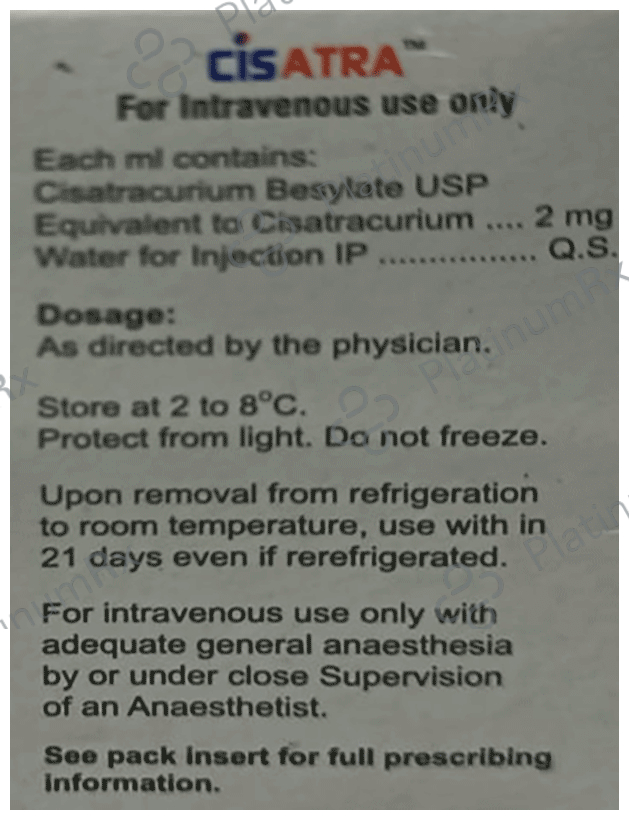 CISATRA™
For Intravenous use only
Each ml contains:
Cisatracurium Besylate USP
Equivalent to Cisatracurium .... 2 mg
Water for Injection IP ................ Q.S.
Dosage:
As directed by the physician.
Store at 2 to 8°C.
Protect from light. Do not freeze.
Upon removal from refrigeration
to room temperature, use with in
21 days even if rerefrigerated.
For intravenous use only with
adequate general anaesthesia
by or under close Supervision
of an Anaesthetist.
See pack insert for full prescribing
information.
PlatinumRx